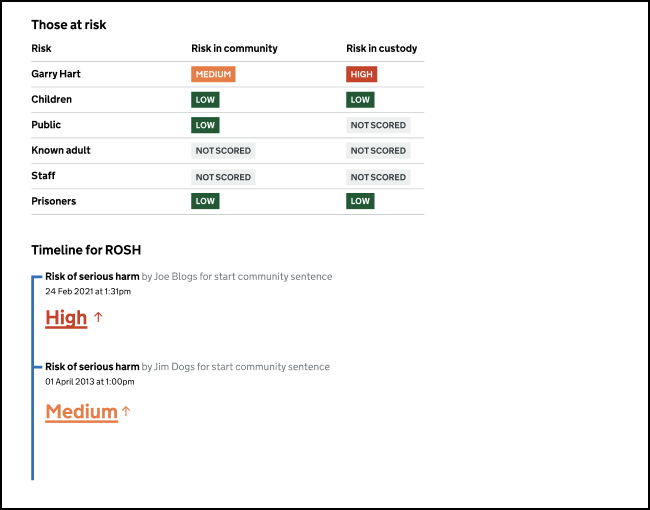 Those at risk
Risk Risk in community Risk in custody
Garry Hart MEDIUM HIGH
Children LOW LOW
Public LOW NOT SCORED
Known adult NOT SCORED NOT SCORED
Staff NOT SCORED NOT SCORED
Prisoners LOW LOW
Timeline for ROSH
Risk of serious harm by Joe Blogs for start community sentence
24 Feb 2021 at 1:31pm
High ↑
Risk of serious harm by Jim Dogs for start community sentence
01 April 2013 at 1:00pm
Medium ↑